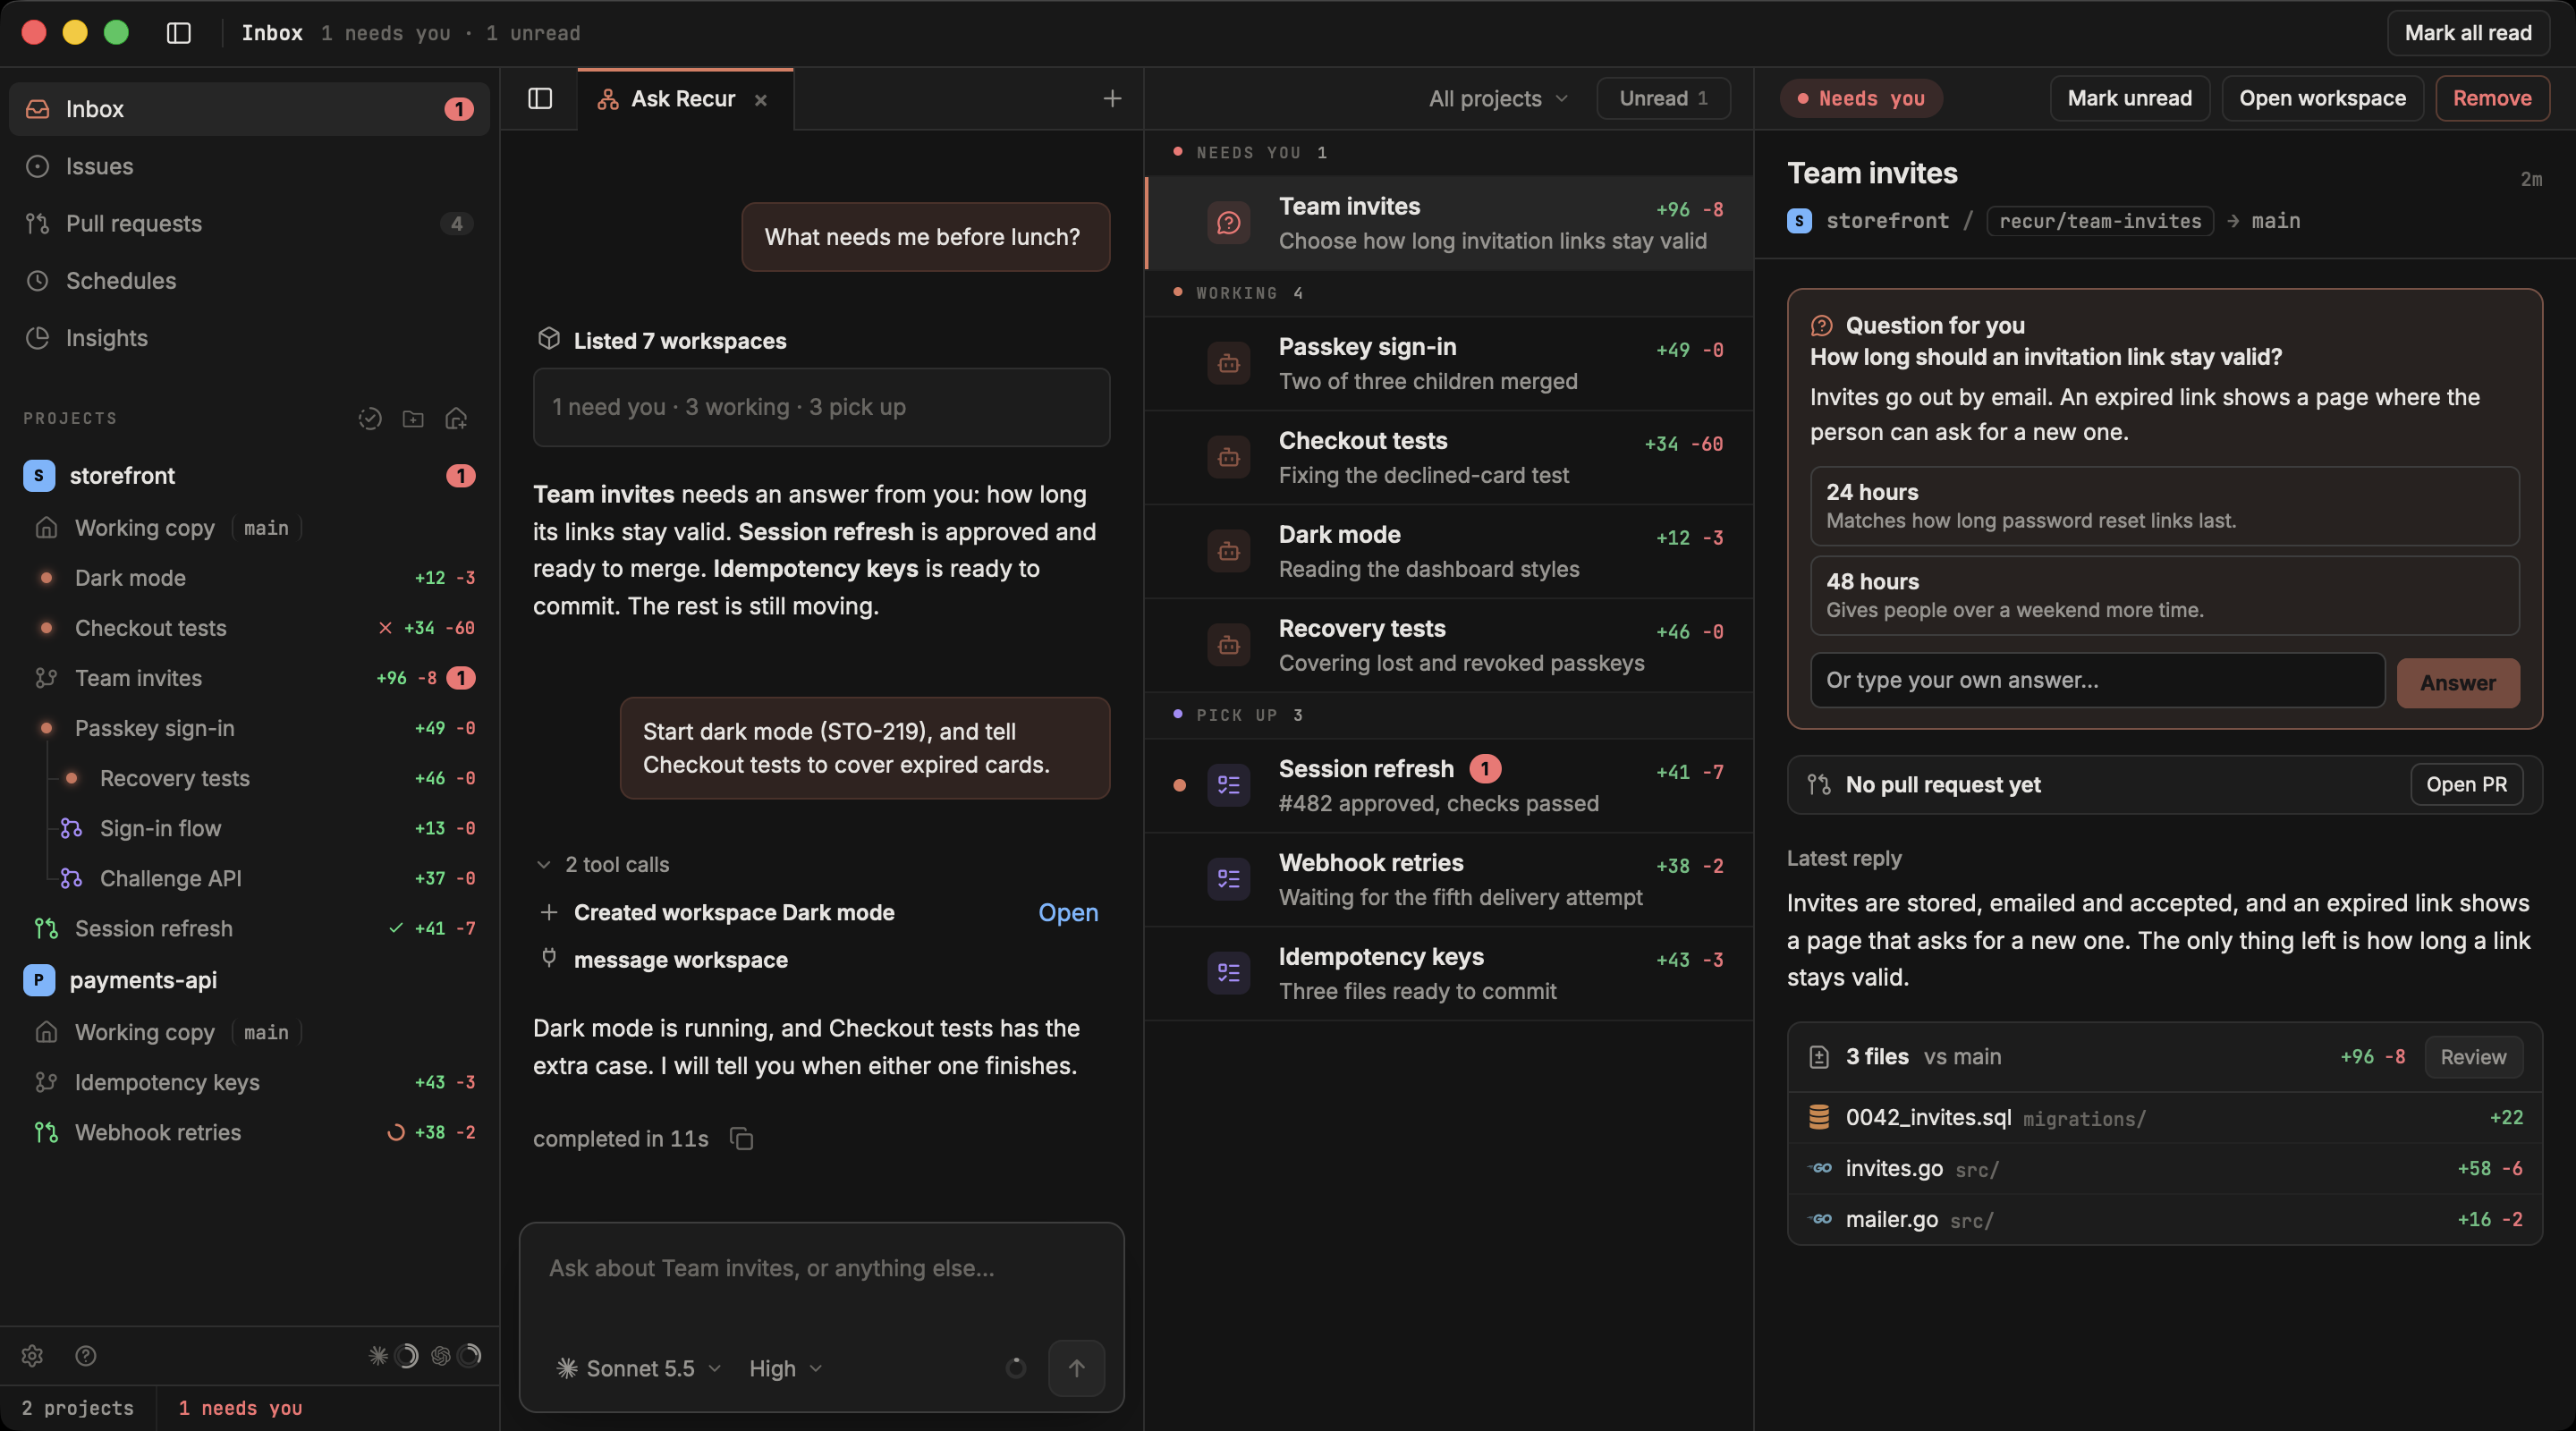 Inbox 1 needs you · 1 unread
Mark all read
Inbox 1
Issues
Pull requests 4
Schedules
Insights
PROJECTS
S storefront 1
Working copy main
Dark mode +12 -3
Checkout tests +34 -60
Team invites +96 -8 1
Passkey sign-in +49 -0
Recovery tests +46 -0
Sign-in flow +13 -0
Challenge API +37 -0
Session refresh +41 -7
P payments-api
Working copy main
Idempotency keys +43 -3
Webhook retries +38 -2
2 projects 1 needs you
Ask Recur
What needs me before lunch?
Listed 7 workspaces
1 need you · 3 working · 3 pick up
Team invites needs an answer from you: how long
its links stay valid. Session refresh is approved and
ready to merge. Idempotency keys is ready to
commit. The rest is still moving.
Start dark mode (STO-219), and tell
Checkout tests to cover expired cards.
2 tool calls
Created workspace Dark mode Open
message workspace
Dark mode is running, and Checkout tests has the
extra case. I will tell you when either one finishes.
completed in 11s
Ask about Team invites, or anything else...
Sonnet 5.5 High
All projects Unread 1
NEEDS YOU 1
Team invites +96 -8
Choose how long invitation links stay valid
WORKING 4
Passkey sign-in +49 -0
Two of three children merged
Checkout tests +34 -60
Fixing the declined-card test
Dark mode +12 -3
Reading the dashboard styles
Recovery tests +46 -0
Covering lost and revoked passkeys
PICK UP 3
Session refresh 1 +41 -7
#482 approved, checks passed
Webhook retries +38 -2
Waiting for the fifth delivery attempt
Idempotency keys +43 -3
Three files ready to commit
Needs you Mark unread Open workspace Remove
Team invites 2m
S storefront / recur/team-invites → main
Question for you
How long should an invitation link stay valid?
Invites go out by email. An expired link shows a page where the
person can ask for a new one.
24 hours
Matches how long password reset links last.
48 hours
Gives people over a weekend more time.
Or type your own answer... Answer
No pull request yet Open PR
Latest reply
Invites are stored, emailed and accepted, and an expired link shows
a page that asks for a new one. The only thing left is how long a link
stays valid.
3 files vs main +96 -8 Review
0042_invites.sql migrations/ +22
GO invites.go src/ +58 -6
GO mailer.go src/ +16 -2